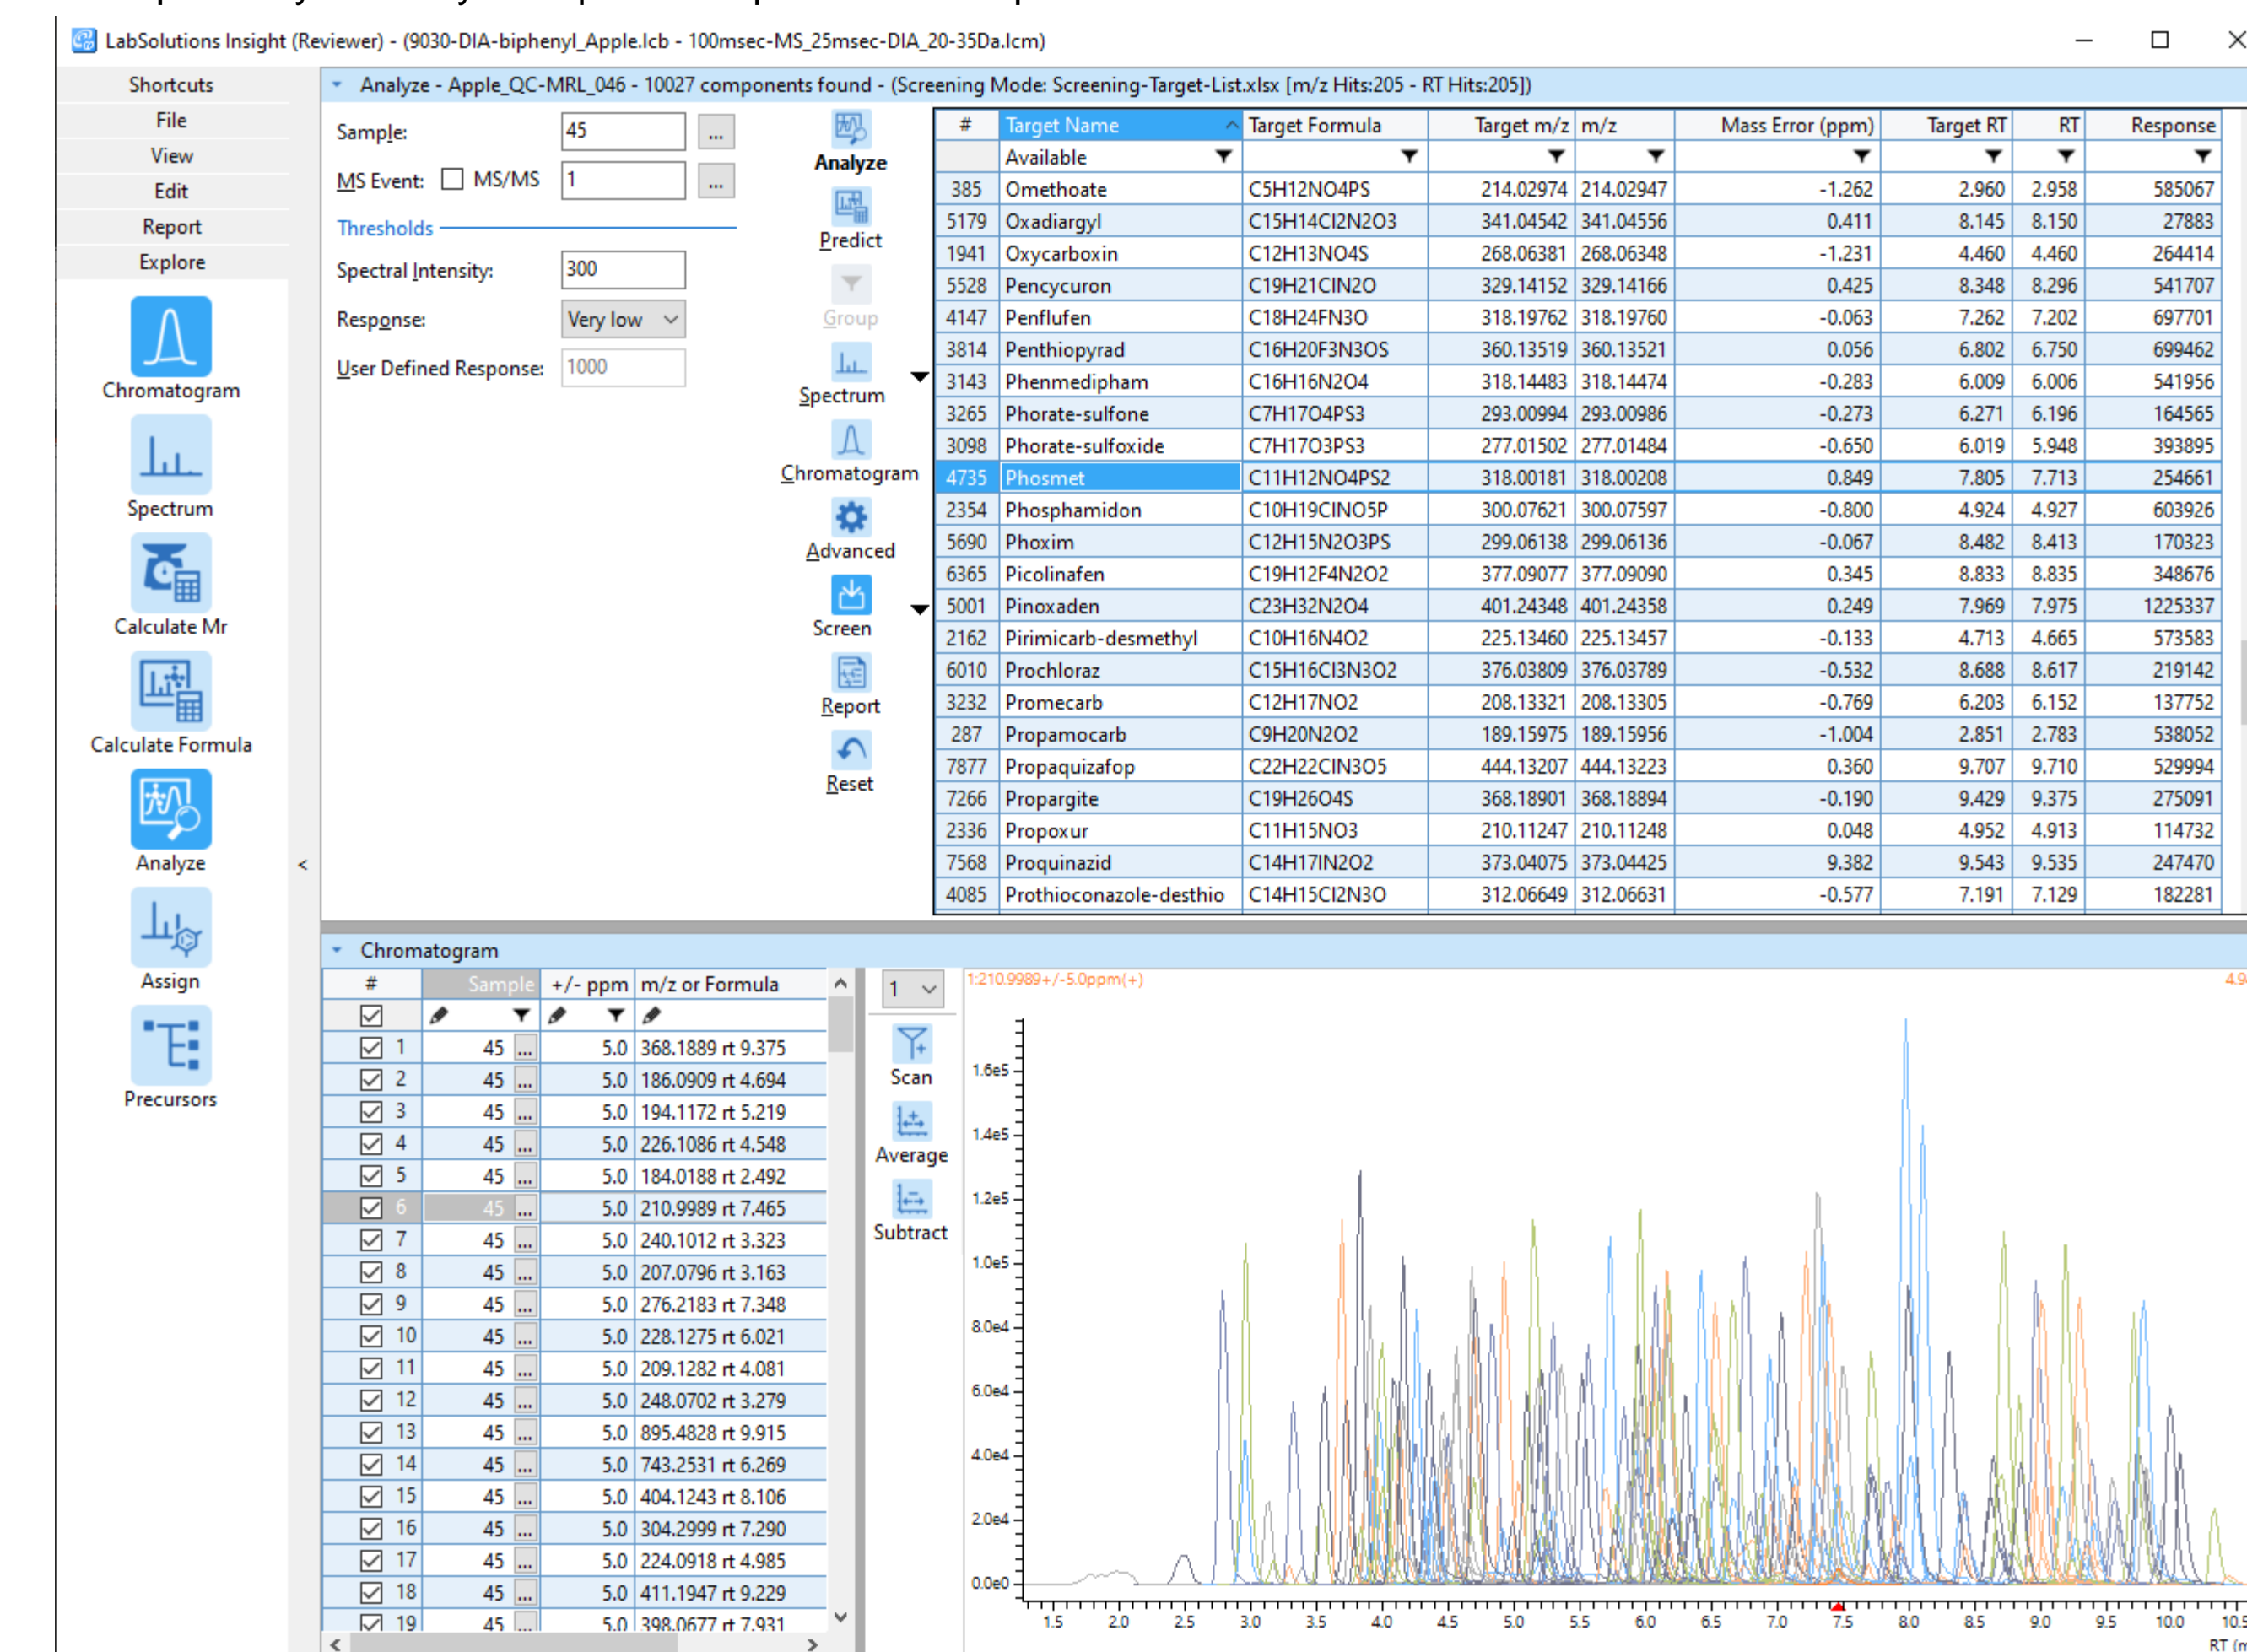 LabSolutions Insight (Reviewer) - (9030-DIA-biphenyl_Apple.lcb - 100msec-MS_25msec-DIA_20-35Da.lcm)
Shortcuts
File
View
Edit
Report
Explore
Chromatogram
Spectrum
Calculate Mr
Calculate Formula
Analyze
Assign
Precursors
<
Analyze - Apple_QC-MRL_046 - 10027 components found - (Screening Mode: Screening-Target-List.xlsx [m/z Hits:205 - RT Hits:205])
Sample: 45 ...
MS Event: MS/MS 1 ...
Thresholds
Spectral Intensity: 300
Response: Very low
User Defined Response: 1000
Analyze
Predict
Group
Spectrum
Chromatogram
Advanced
Screen
Report
Reset
# Target Name Target Formula Target m/z m/z Mass Error (ppm) Target RT RT Response
Available
385 Omethoate C5H12NO4PS 214.02974 214.02947 -1.262 2.960 2.958 585067
5179 Oxadiargyl C15H14Cl2N2O3 341.04542 341.04556 0.411 8.145 8.150 27883
1941 Oxycarboxin C12H13NO4S 268.06381 268.06348 -1.231 4.460 4.460 264414
5528 Pencycuron C19H21ClN2O 329.14152 329.14166 0.425 8.348 8.296 541707
4147 Penflufen C18H24FN3O 318.19762 318.19760 -0.063 7.262 7.202 697701
3814 Penthiopyrad C16H20F3N3OS 360.13519 360.13521 0.056 6.802 6.750 699462
3143 Phenmedipham C16H16N2O4 318.14483 318.14474 -0.283 6.009 6.006 541956
3265 Phorate-sulfone C7H17O4PS3 293.00994 293.00986 -0.273 6.271 6.196 164565
3098 Phorate-sulfoxide C7H17O3PS3 277.01502 277.01484 -0.650 6.019 5.948 393895
4735 Phosmet C11H12NO4PS2 318.00181 318.00208 0.849 7.805 7.713 254661
2354 Phosphamidon C10H19ClNO5P 300.07621 300.07597 -0.800 4.924 4.927 603926
5690 Phoxim C12H15N2O3PS 299.06138 299.06136 -0.067 8.482 8.413 170323
6365 Picolinafen C19H12F4N2O2 377.09077 377.09090 0.345 8.833 8.835 348676
5001 Pinoxaden C23H32N2O4 401.24348 401.24358 0.249 7.969 7.975 1225337
2162 Pirimicarb-desmethyl C10H16N4O2 225.13460 225.13457 -0.133 4.713 4.665 573583
6010 Prochloraz C15H16Cl3N3O2 376.03809 376.03789 -0.532 8.688 8.617 219142
3232 Promecarb C12H17NO2 208.13321 208.13305 -0.769 6.203 6.152 137752
287 Propamocarb C9H20N2O2 189.15975 189.15956 -1.004 2.851 2.783 538052
7877 Propaquizafop C22H22ClN3O5 444.13207 444.13223 0.360 9.707 9.710 529994
7266 Propargite C19H26O4S 368.18901 368.18894 -0.190 9.429 9.375 275091
2336 Propoxur C11H15NO3 210.11247 210.11248 0.048 4.952 4.913 114732
7568 Proquinazid C14H17IN2O2 373.04075 373.04425 9.382 9.543 9.535 247470
4085 Prothioconazole-desthio C14H15Cl2N3O 312.06649 312.06631 -0.577 7.191 7.129 182281
Chromatogram
# Sample +/- ppm m/z or Formula
1 45 ... 5.0 368.1889 rt 9.375
2 45 ... 5.0 186.0909 rt 4.694
3 45 ... 5.0 194.1172 rt 5.219
4 45 ... 5.0 226.1086 rt 4.548
5 45 ... 5.0 184.0188 rt 2.492
6 45 ... 5.0 210.9989 rt 7.465
7 45 ... 5.0 240.1012 rt 3.323
8 45 ... 5.0 207.0796 rt 3.163
9 45 ... 5.0 276.2183 rt 7.348
10 45 ... 5.0 228.1275 rt 6.021
11 45 ... 5.0 209.1282 rt 4.081
12 45 ... 5.0 248.0702 rt 3.279
13 45 ... 5.0 895.4828 rt 9.915
14 45 ... 5.0 743.2531 rt 6.269
15 45 ... 5.0 404.1243 rt 8.106
16 45 ... 5.0 304.2999 rt 7.290
17 45 ... 5.0 224.0918 rt 4.985
18 45 ... 5.0 411.1947 rt 9.229
19 45 ... 5.0 398.0677 rt 7.931
1
Scan
Average
Subtract
1:210.9989+/-5.0ppm(+)
1.6e5
1.4e5
1.2e5
1.0e5
8.0e4
6.0e4
4.0e4
2.0e4
0.0e0
1.5 2.0 2.5 3.0 3.5 4.0 4.5 5.0 5.5 6.0 6.5 7.0 7.5 8.0 8.5 9.0 9.5 10.0 10.5
RT